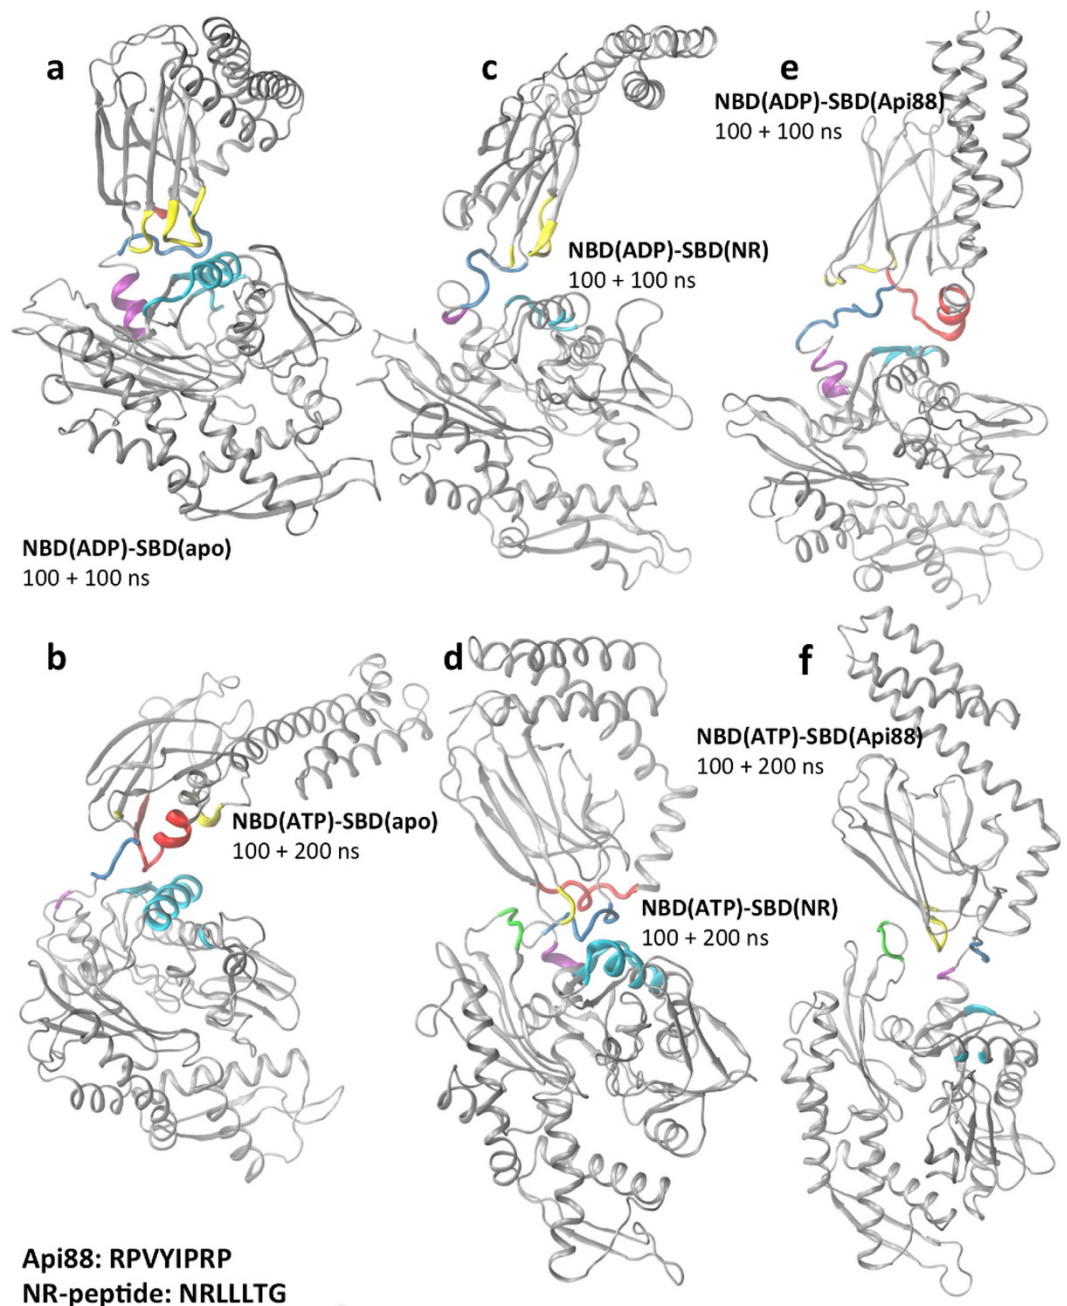 a
NBD(ADP)-SBD(apo)
100 + 100 ns
c
NBD(ADP)-SBD(NR)
100 + 100 ns
e
NBD(ADP)-SBD(Api88)
100 + 100 ns
b
NBD(ATP)-SBD(apo)
100 + 200 ns
d
NBD(ATP)-SBD(NR)
100 + 200 ns
f
NBD(ATP)-SBD(Api88)
100 + 200 ns
Api88: RPVYIPRP
NR-peptide: NRLLLTG